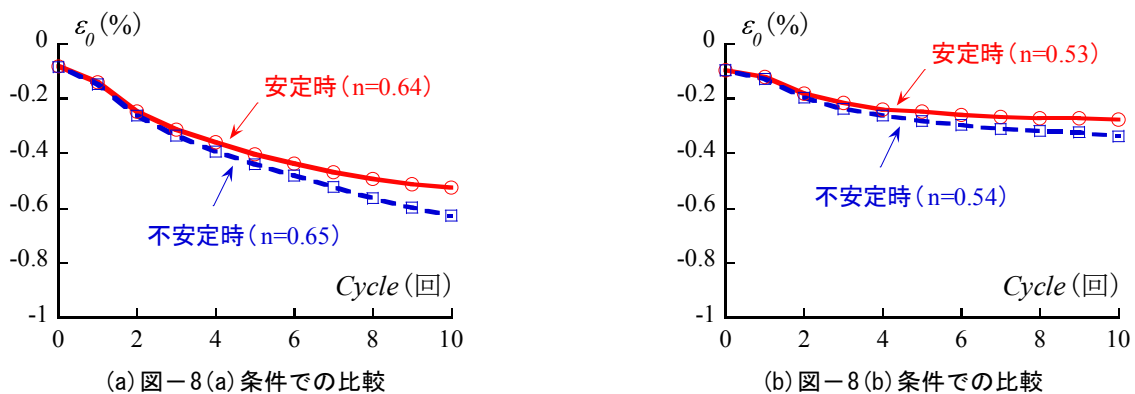 ε0 (%)
0
-0.2
-0.4
-0.6
-0.8
-1
安定時(n=0.64)
不安定時(n=0.65)
Cycle(回)
0 2 4 6 8 10
(a)図−8(a)条件での比較
ε0 (%)
0
-0.2
-0.4
-0.6
-0.8
-1
安定時(n=0.53)
不安定時(n=0.54)
Cycle(回)
0 2 4 6 8 10
(b)図−8(b)条件での比較